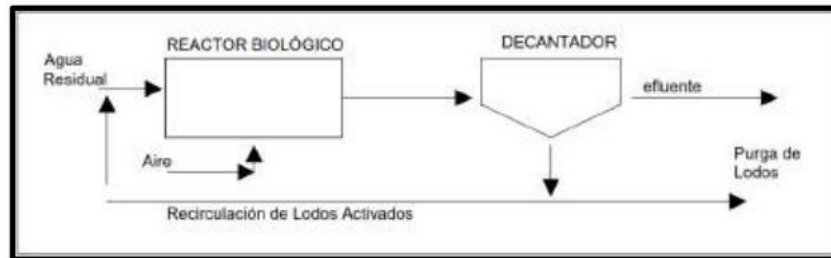 REACTOR BIOLÓGICO
DECANTADOR
Agua
Residual
efluente
Aire
Purga de
Lodos
Recirculación de Lodos Activados